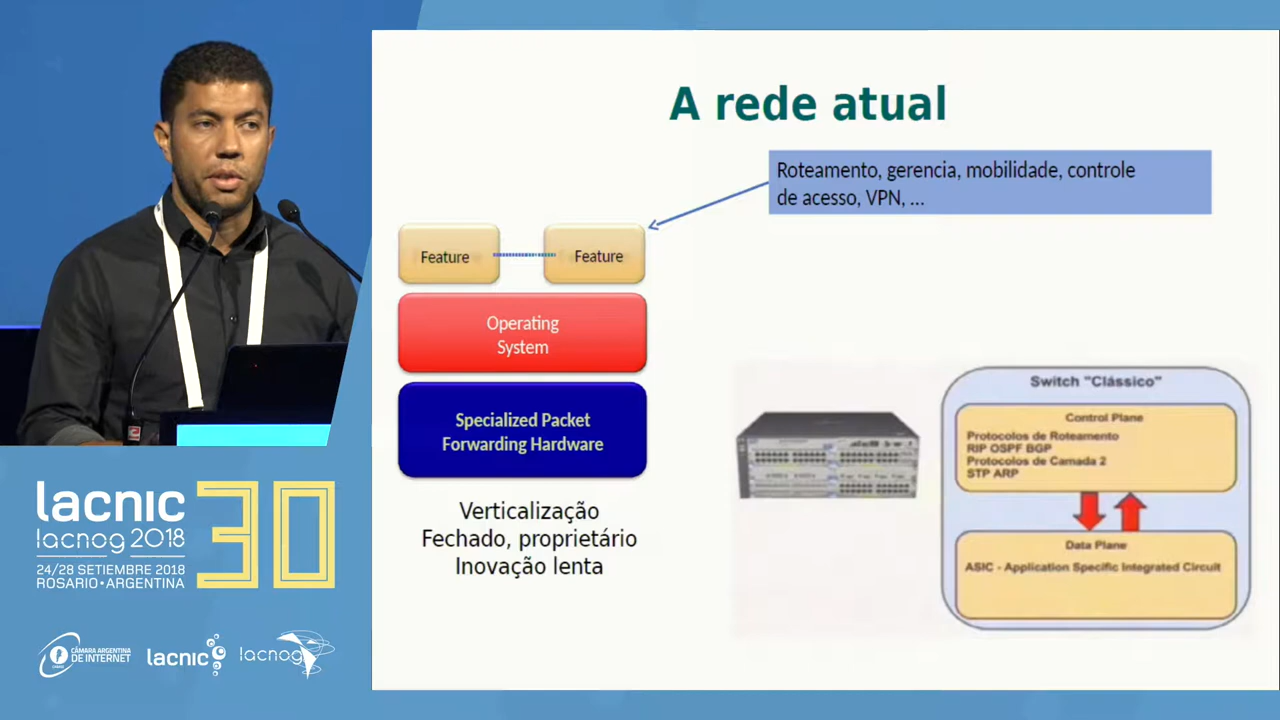 A rede atual
Roteamento, gerencia, mobilidade, controle
de acesso, VPN, ...
Feature
Feature
Operating
System
Specialized Packet
Forwarding Hardware
Verticalização
Fechado, proprietário
Inovação lenta
Switch "Clássico"
Control Plane
Protocolos de Roteamento
RIP OSPF BGP
Protocolos de Camada 2
STP ARP
Data Plane
ASIC - Application Specific Integrated Circuit
lacnic 30
lacnog 2018
24/28 SETIEMBRE 2018
ROSARIO•ARGENTINA
CÁMARA ARGENTINA
DE INTERNET
lacnic
lacnog